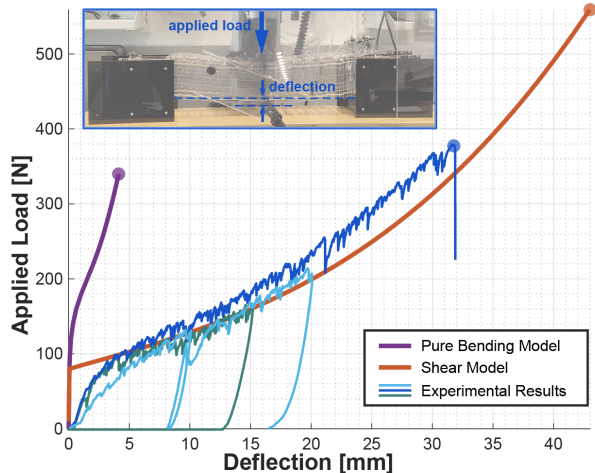 applied load
deflection
500
400
300
200
100
0
Applied Load [N]
Pure Bending Model
Shear Model
Experimental Results
0
5
10
15
20
25
30
35
40
Deflection [mm]